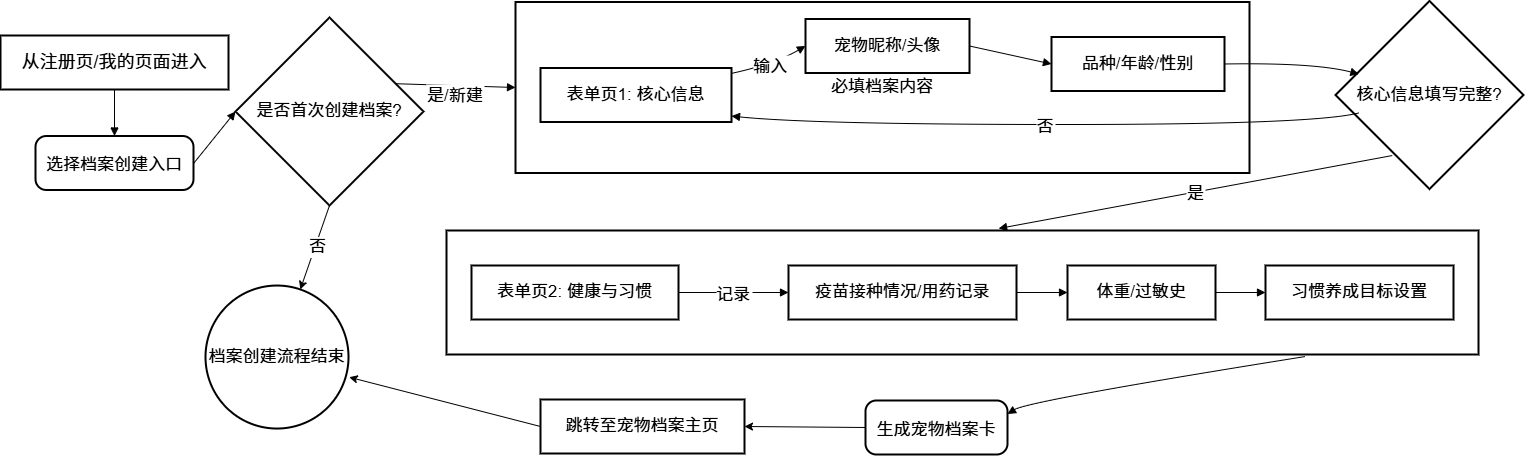 从注册页/我的页面进入
选择档案创建入口
是否首次创建档案?
是/新建
否
表单页1: 核心信息
输入
宠物昵称/头像
必填档案内容
品种/年龄/性别
核心信息填写完整?
否
是
表单页2: 健康与习惯
记录
疫苗接种情况/用药记录
体重/过敏史
习惯养成目标设置
生成宠物档案卡
跳转至宠物档案主页
档案创建流程结束